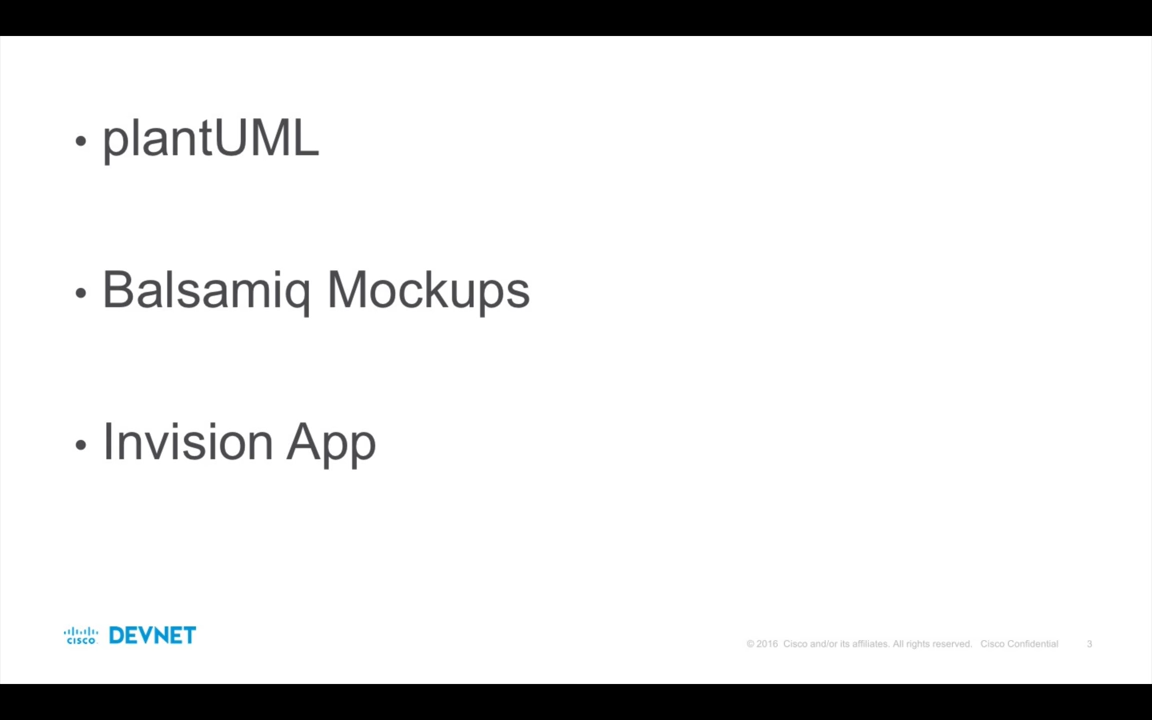 • plantUML
• Balsamiq Mockups
• Invision App
CISCO DEVNET
© 2016 Cisco and/or its affiliates. All rights reserved. Cisco Confidential 3